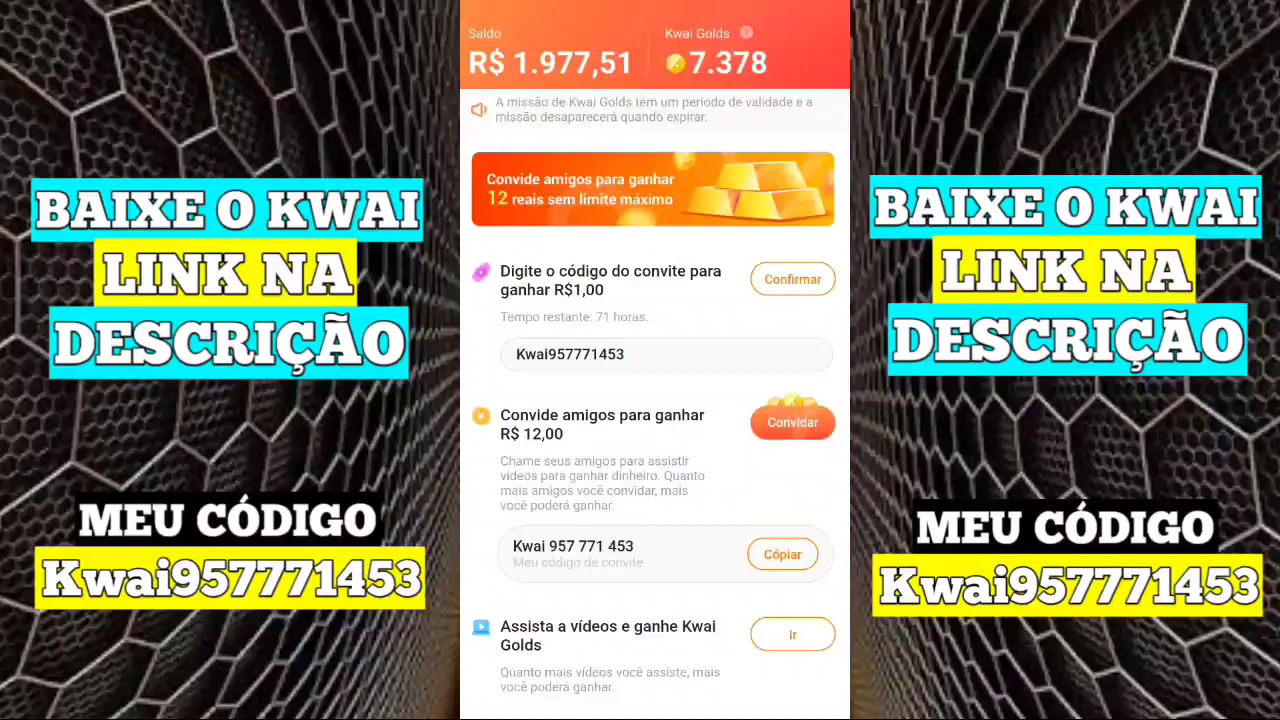 BAIXE O KWAI
LINK NA
DESCRIÇÃO
MEU CÓDIGO
Kwai957771453
Saldo
R$ 1.977,51
Kwai Golds ?
7.378
A missão de Kwai Golds tem um período de validade e a
missão desaparecerá quando expirar.
Convide amigos para ganhar
12 reais sem limite máximo
Digite o código do convite para
ganhar R$1,00
Confirmar
Tempo restante: 71 horas.
Kwai957771453
Convide amigos para ganhar
R$ 12,00
Convidar
Chame seus amigos para assistir
vídeos para ganhar dinheiro. Quanto
mais amigos você convidar, mais
você poderá ganhar.
Kwai 957 771 453
Meu código de convite
Cópiar
Assista a vídeos e ganhe Kwai
Golds
Ir
Quanto mais vídeos você assiste, mais
você poderá ganhar.
BAIXE O KWAI
LINK NA
DESCRIÇÃO
MEU CÓDIGO
Kwai957771453